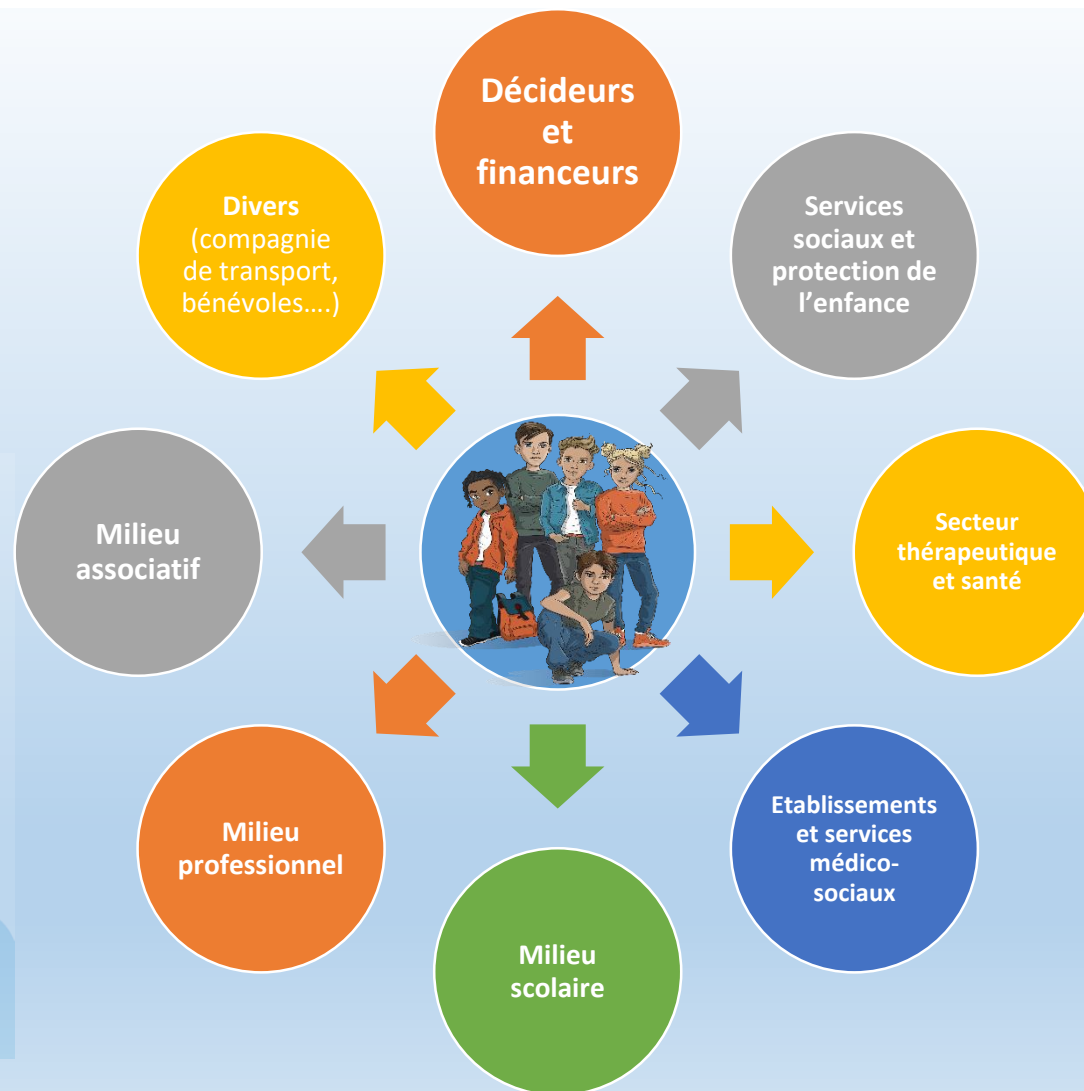 Décideurs
et
financeurs
Services
sociaux et
protection de
l’enfance
Secteur
thérapeutique
et santé
Etablissements
et services
médico-
sociaux
Milieu
scolaire
Milieu
professionnel
Milieu
associatif
Divers
(compagnie
de transport,
bénévoles….)